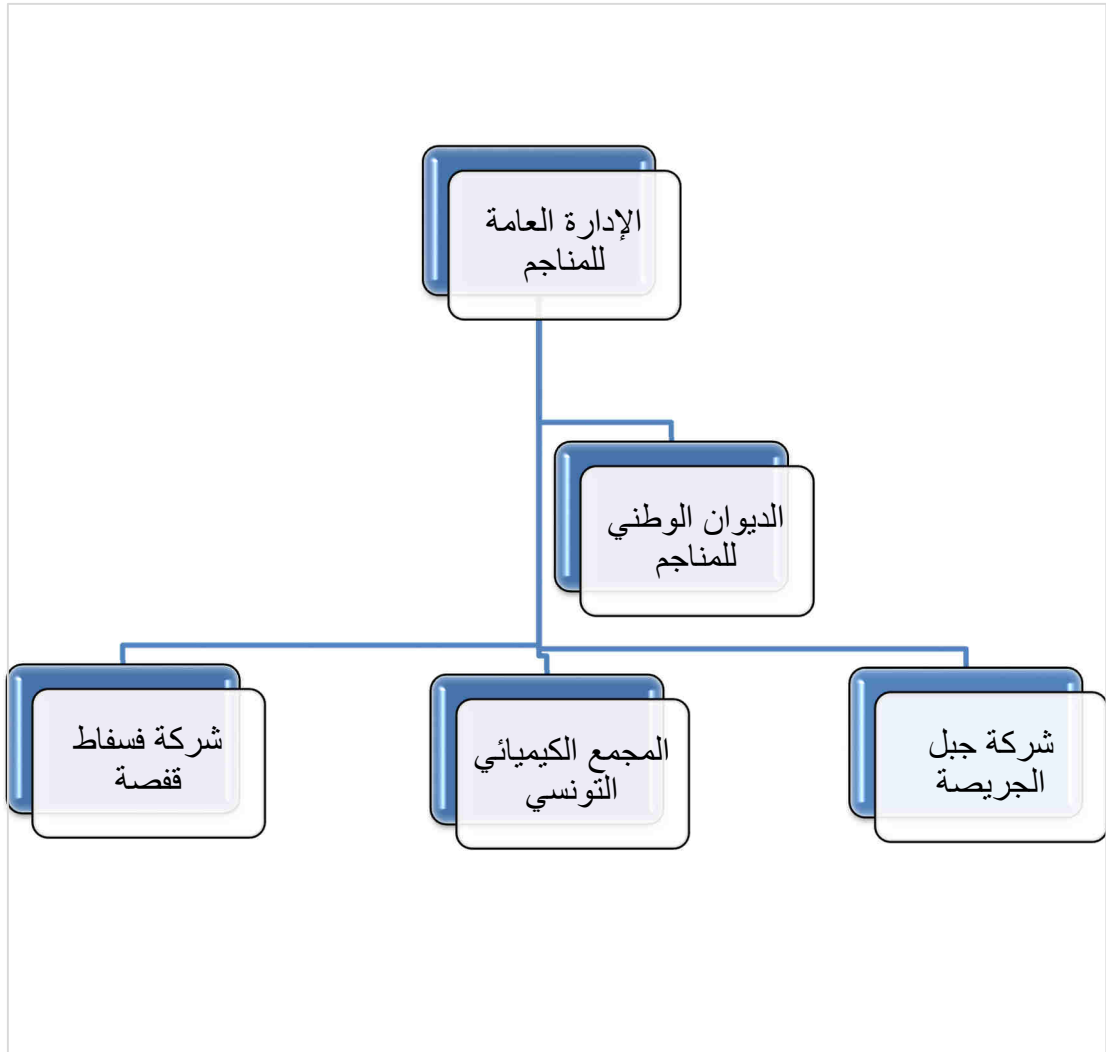 الإدارة العامة
للمناجم
الديوان الوطني
للمناجم
شركة جبل
الجريصة
المجمع الكيميائي
التونسي
شركة فسفاط
قفصة